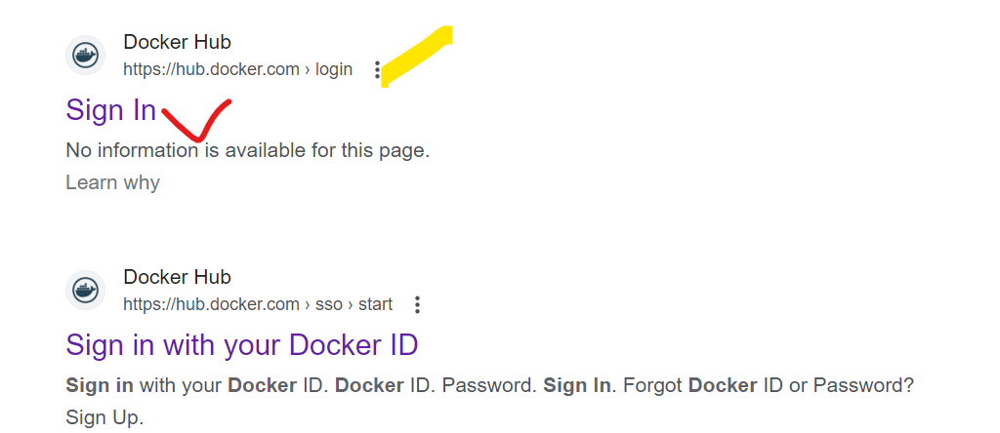 Docker Hub
https://hub.docker.com › login
Sign In
No information is available for this page.
Learn why
Docker Hub
https://hub.docker.com › sso › start
Sign in with your Docker ID
Sign in with your Docker ID. Docker ID. Password. Sign In. Forgot Docker ID or Password?
Sign Up.